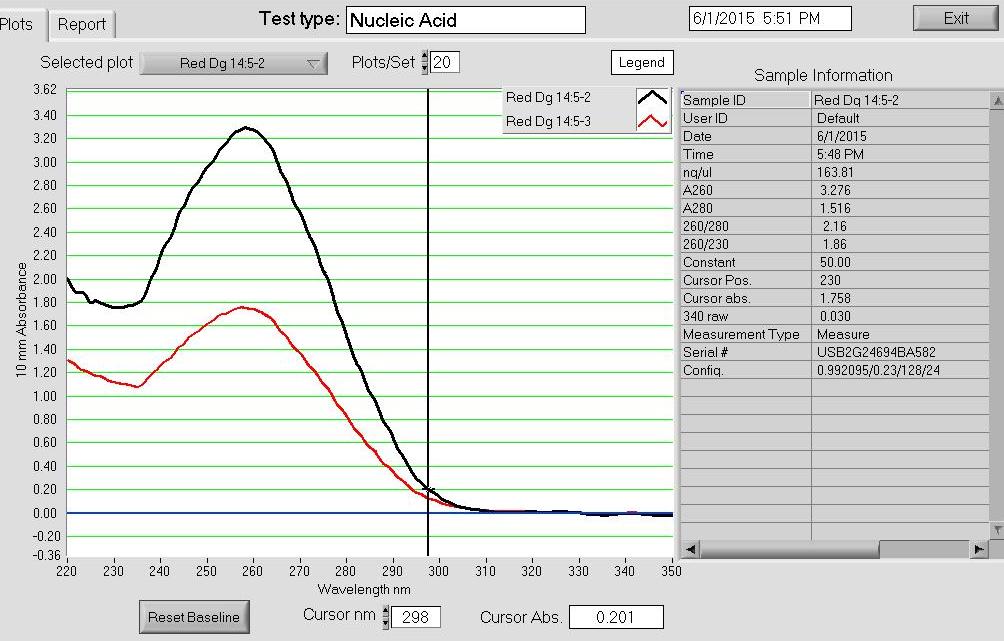 Plots Report Test type: Nucleic Acid 6/1/2015 5:51 PM Exit
Selected plot Red Dg 14:5-2 Plots/Set 20 Legend
Sample Information
Red Dg 14:5-2
Red Dg 14:5-3
10 mm Absorbance
3.62
3.40
3.20
3.00
2.80
2.60
2.40
2.20
2.00
1.80
1.60
1.40
1.20
1.00
0.80
0.60
0.40
0.20
0.00
-0.20
-0.36
220 230 240 250 260 270 280 290 300 310 320 330 340 350
Wavelength nm
Sample ID Red Dg 14:5-2
User ID Default
Date 6/1/2015
Time 5:48 PM
ng/ul 163.81
A260 3.276
A280 1.516
260/280 2.16
260/230 1.86
Constant 50.00
Cursor Pos. 230
Cursor abs. 1.758
340 raw 0.030
Measurement Type Measure
Serial # USB2G24694BA582
Config. 0.992095/0.23/128/24
Reset Baseline Cursor nm 298 Cursor Abs. 0.201